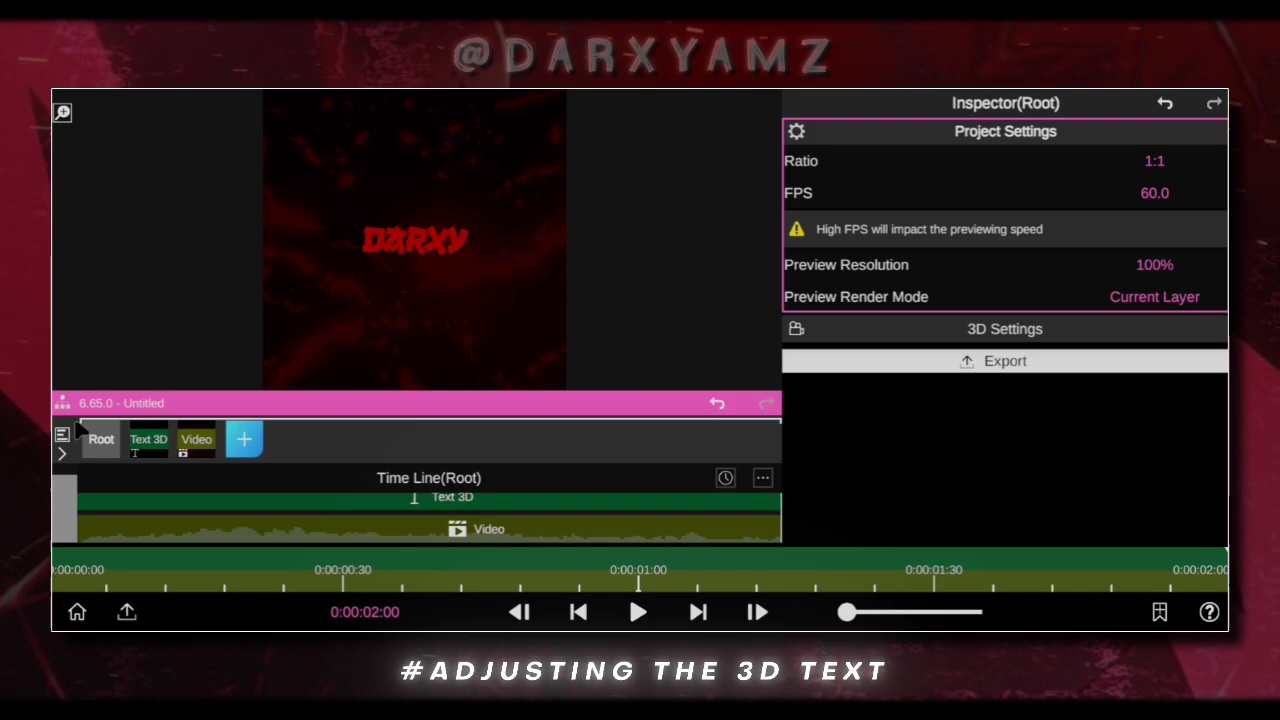 @DARXYAMZ
Inspector(Root)
Project Settings
Ratio 1:1
FPS 60.0
High FPS will impact the previewing speed
Preview Resolution 100%
Preview Render Mode Current Layer
3D Settings
Export
DARXY
6.65.0 - Untitled
Root Text 3D Video
Time Line(Root)
Text 3D
Video
0:00:00:00 0:00:00:30 0:00:01:00 0:00:01:30 0:00:02:00
0:00:02:00
#ADJUSTING THE 3D TEXT